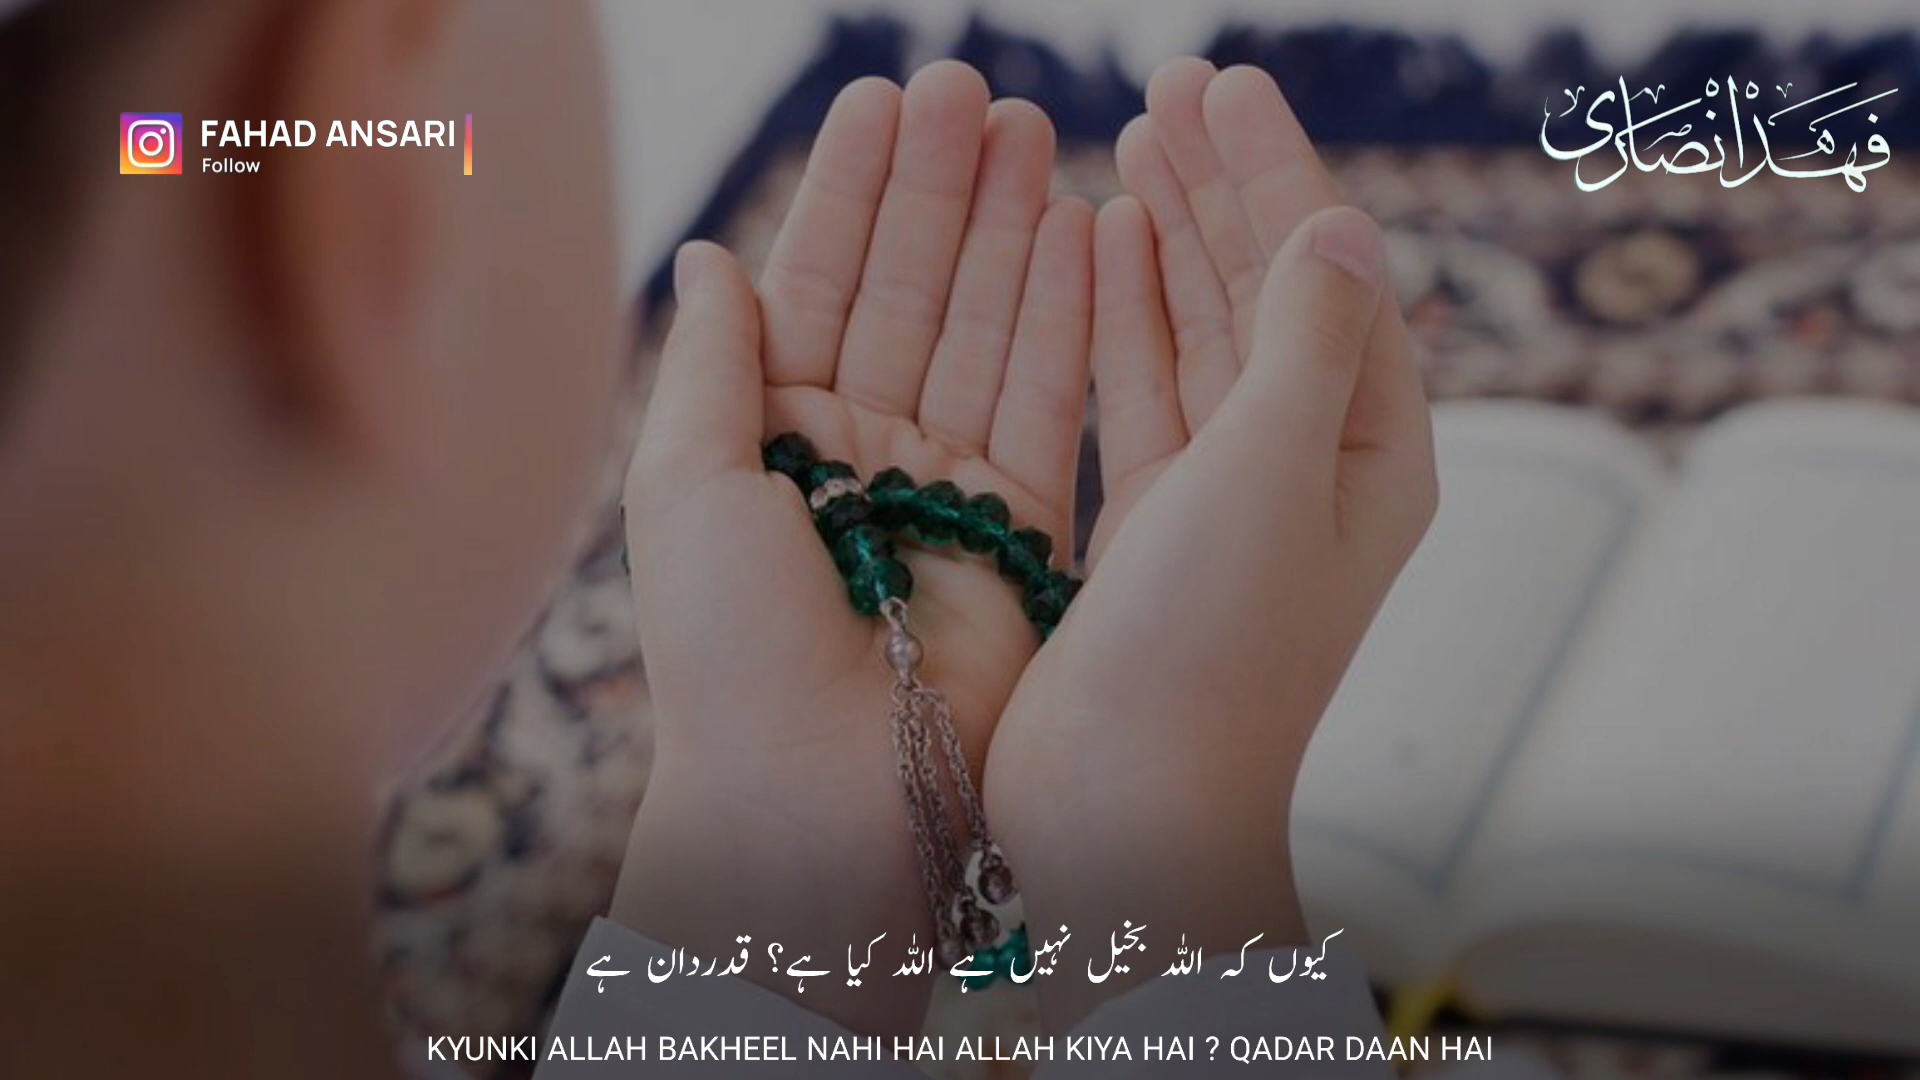 FAHAD ANSARI
Follow
فہد انصاری
کیوں کہ اللہ بخیل نہیں ہے اللہ کیا ہے؟ قدردان ہے
KYUNKI ALLAH BAKHEEL NAHI HAI ALLAH KIYA HAI ? QADAR DAAN HAI